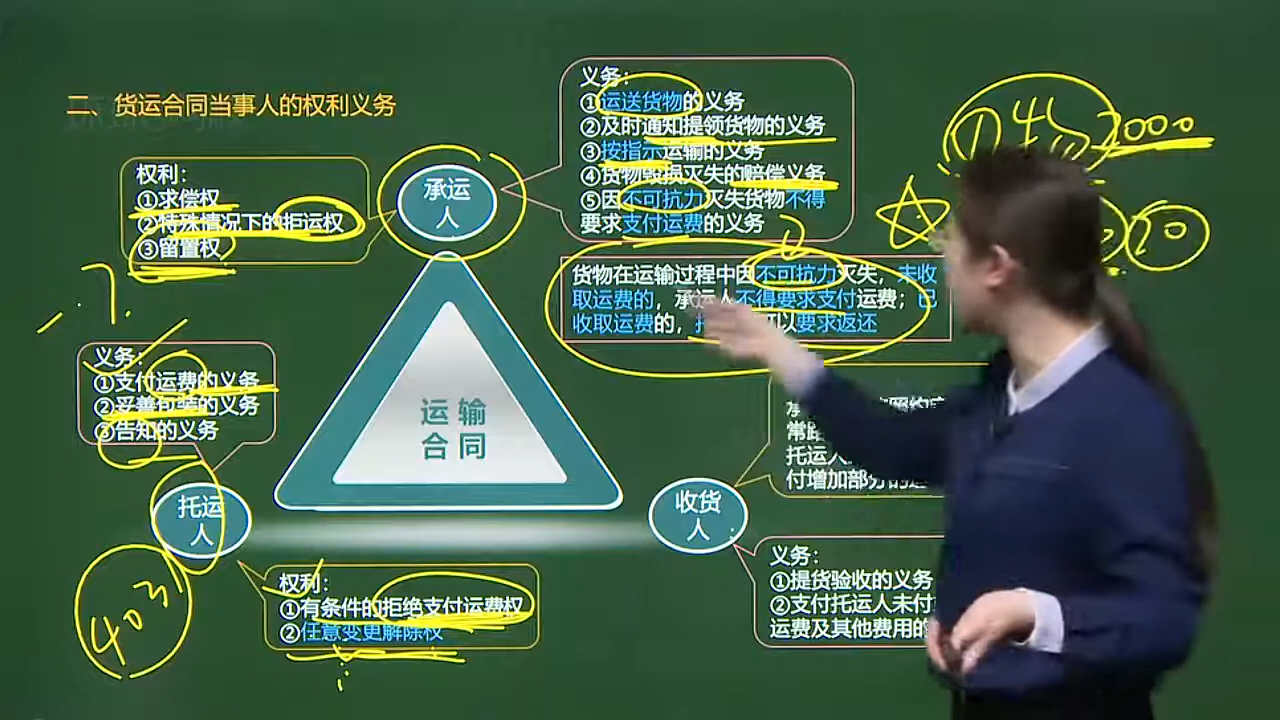 二、货运合同当事人的权利义务
权利：
①求偿权
②特殊情况下的拒运权
③留置权
承运
人
义务：
①运送货物的义务
②及时通知提领货物的义务
③按指示运输的义务
④货物毁损灭失的赔偿义务
⑤因不可抗力灭失货物不得
要求支付运费的义务
货物在运输过程中因不可抗力灭失，未收
取运费的，承运人不得要求支付运费；已
收取运费的，托 可以要求返还
2000
20
义务：
①支付运费的义务
②妥善包装的义务
③告知的义务
托运
人
403
运输
合同
权利：
①有条件的拒绝支付运费权
②任意变更解除权
收货
人
常路
托运人
付增加部分的
义务：
①提货验收的义务
②支付托运人未付
运费及其他费用的